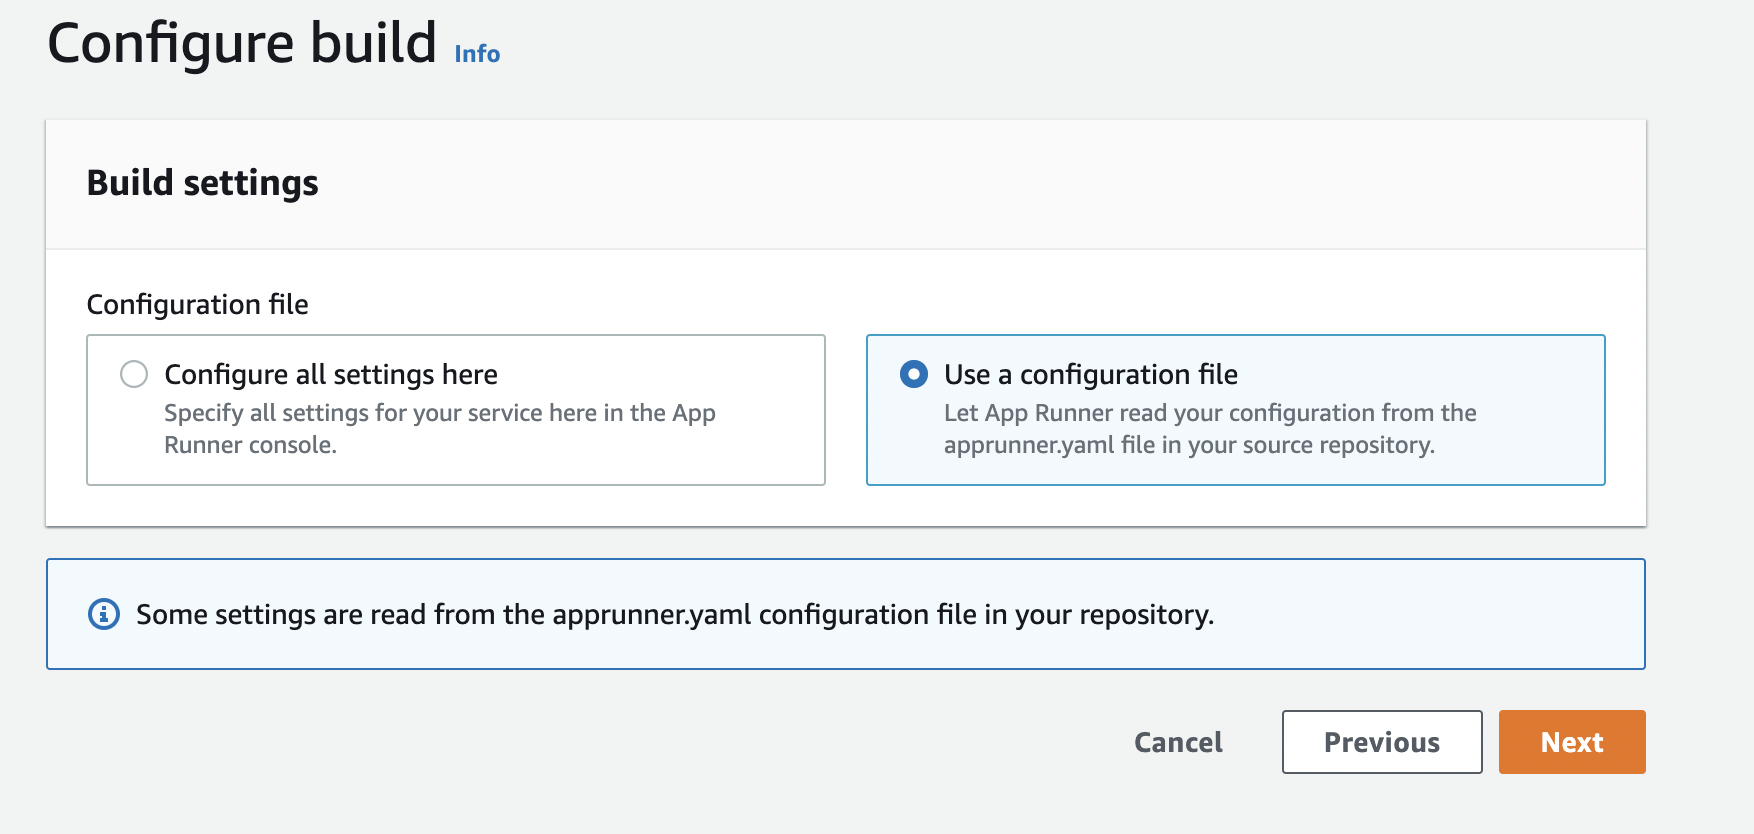 Configure build Info
Build settings
Configuration file
Configure all settings here
Specify all settings for your service here in the App
Runner console.
Use a configuration file
Let App Runner read your configuration from the
apprunner.yaml file in your source repository.
Some settings are read from the apprunner.yaml configuration file in your repository.
Cancel Previous Next